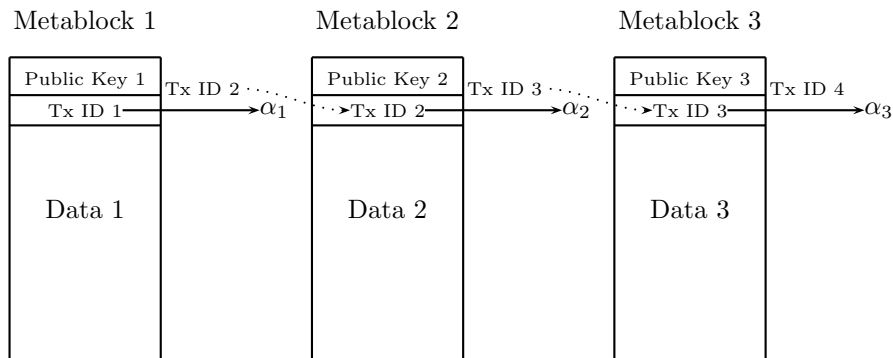 Metablock 1 Metablock 2 Metablock 3
Public Key 1 Tx ID 2 Public Key 2 Tx ID 3 Public Key 3 Tx ID 4
Tx ID 1 α1 Tx ID 2 α2 Tx ID 3 α3
Data 1 Data 2 Data 3